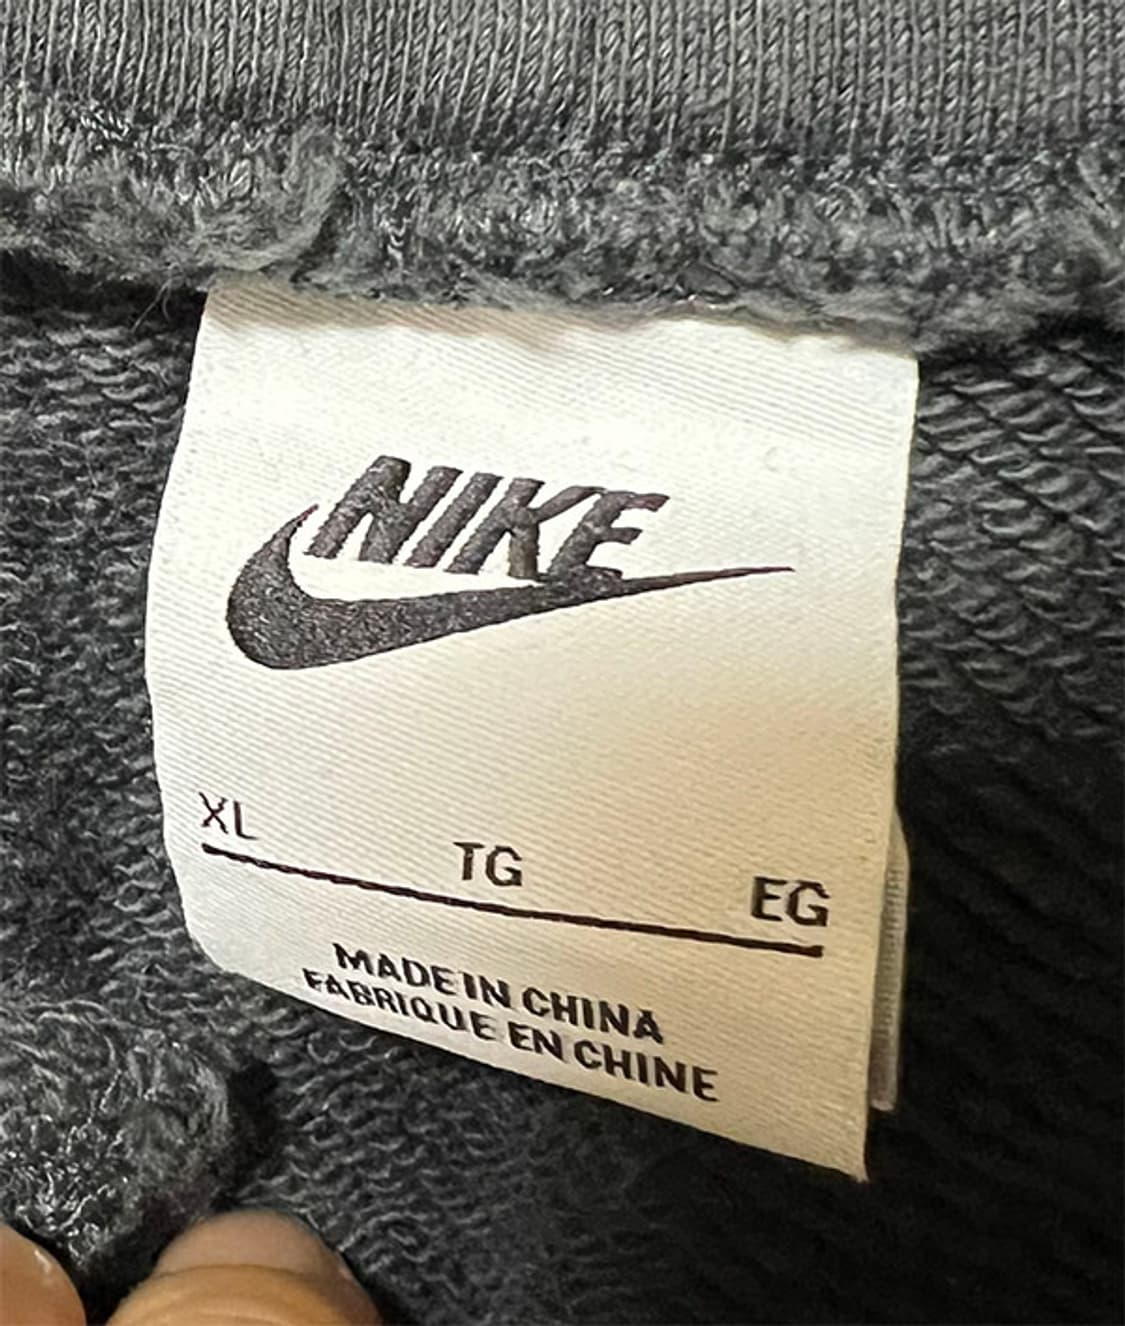 NIKE
XL TG EG
MADE IN CHINA
FABRIQUE EN CHINE